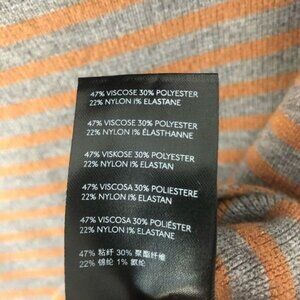 47% VISCOSE 30% POLYESTER
22% NYLON 1% ELASTANE
47% VISCOSE 30% POLYESTER
22% NYLON 1% ÉLASTHANNE
47% VISKOSE 30% POLYESTER
22% NYLON 1% ELASTAN
47% VISCOSA 30% POLIESTERE
22% NYLON 1% ELASTAN
47% VISCOSA 30% POLIÉSTER
22% NYLON 1% ELASTANE
47% 粘纤 30% 聚酯纤维
22% 锦纶 1% 氨纶